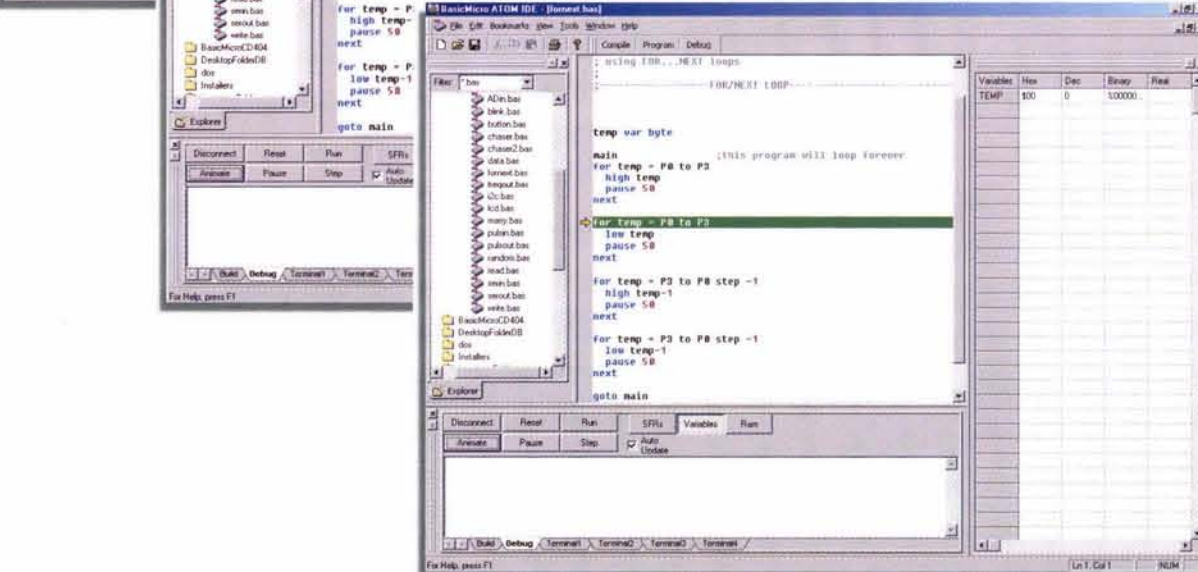 serin.bas
serout.bas
write.bas
BasicMicroCD404
DesktopFolderDB
dos
Installers
Explorer
for temp = P
high temp-
pause 50
next
for temp = P
low temp-1
pause 50
next
goto main
Disconnect Reset Run SFRs
Animate Pause Step Auto Update
Build Debug Terminal1 Terminal2 Term
For Help, press F1
BasicMicro ATOM IDE - [fornext.bas]
File Edit Bookmarks View Tools Window Help
Compile Program Debug
Filter: *.bas
ADin.bas
blink.bas
button.bas
chaser.bas
chaser2.bas
data.bas
fornext.bas
freqout.bas
i2c.bas
lcd.bas
many.bas
pulsin.bas
pulsout.bas
random.bas
read.bas
serin.bas
serout.bas
write.bas
BasicMicroCD404
DesktopFolderDB
dos
Installers
Explorer
; using FOR...NEXT loops
;
;--------------------FOR/NEXT LOOP--------------------
temp var byte
main ;this program will loop forever
for temp = P0 to P3
high temp
pause 50
next
for temp = P0 to P3
low temp
pause 50
next
for temp = P3 to P0 step -1
high temp-1
pause 50
next
for temp = P3 to P0 step -1
low temp-1
pause 50
next
goto main
Variables Hex Dec Binary Real
TEMP $00 0 %00000..
Disconnect Reset Run SFRs Variables Ram
Animate Pause Step Auto Update
Build Debug Terminal1 Terminal2 Terminal3 Terminal4
For Help, press F1
Ln 1, Col 1 NUM